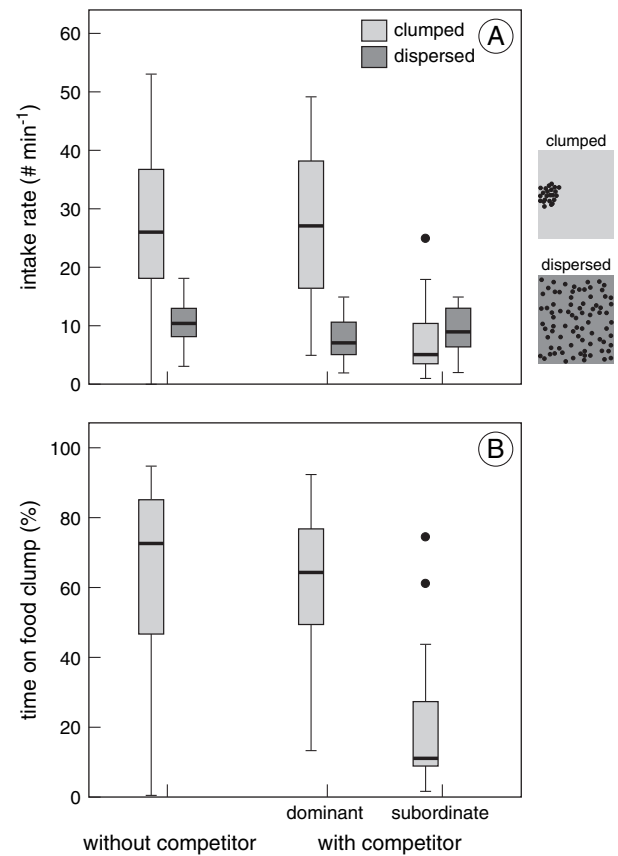 A
clumped
dispersed
60
50
40
30
20
10
0
intake rate (# min⁻¹)
clumped
dispersed
B
100
80
60
40
20
0
time on food clump (%)
dominant subordinate
without competitor with competitor